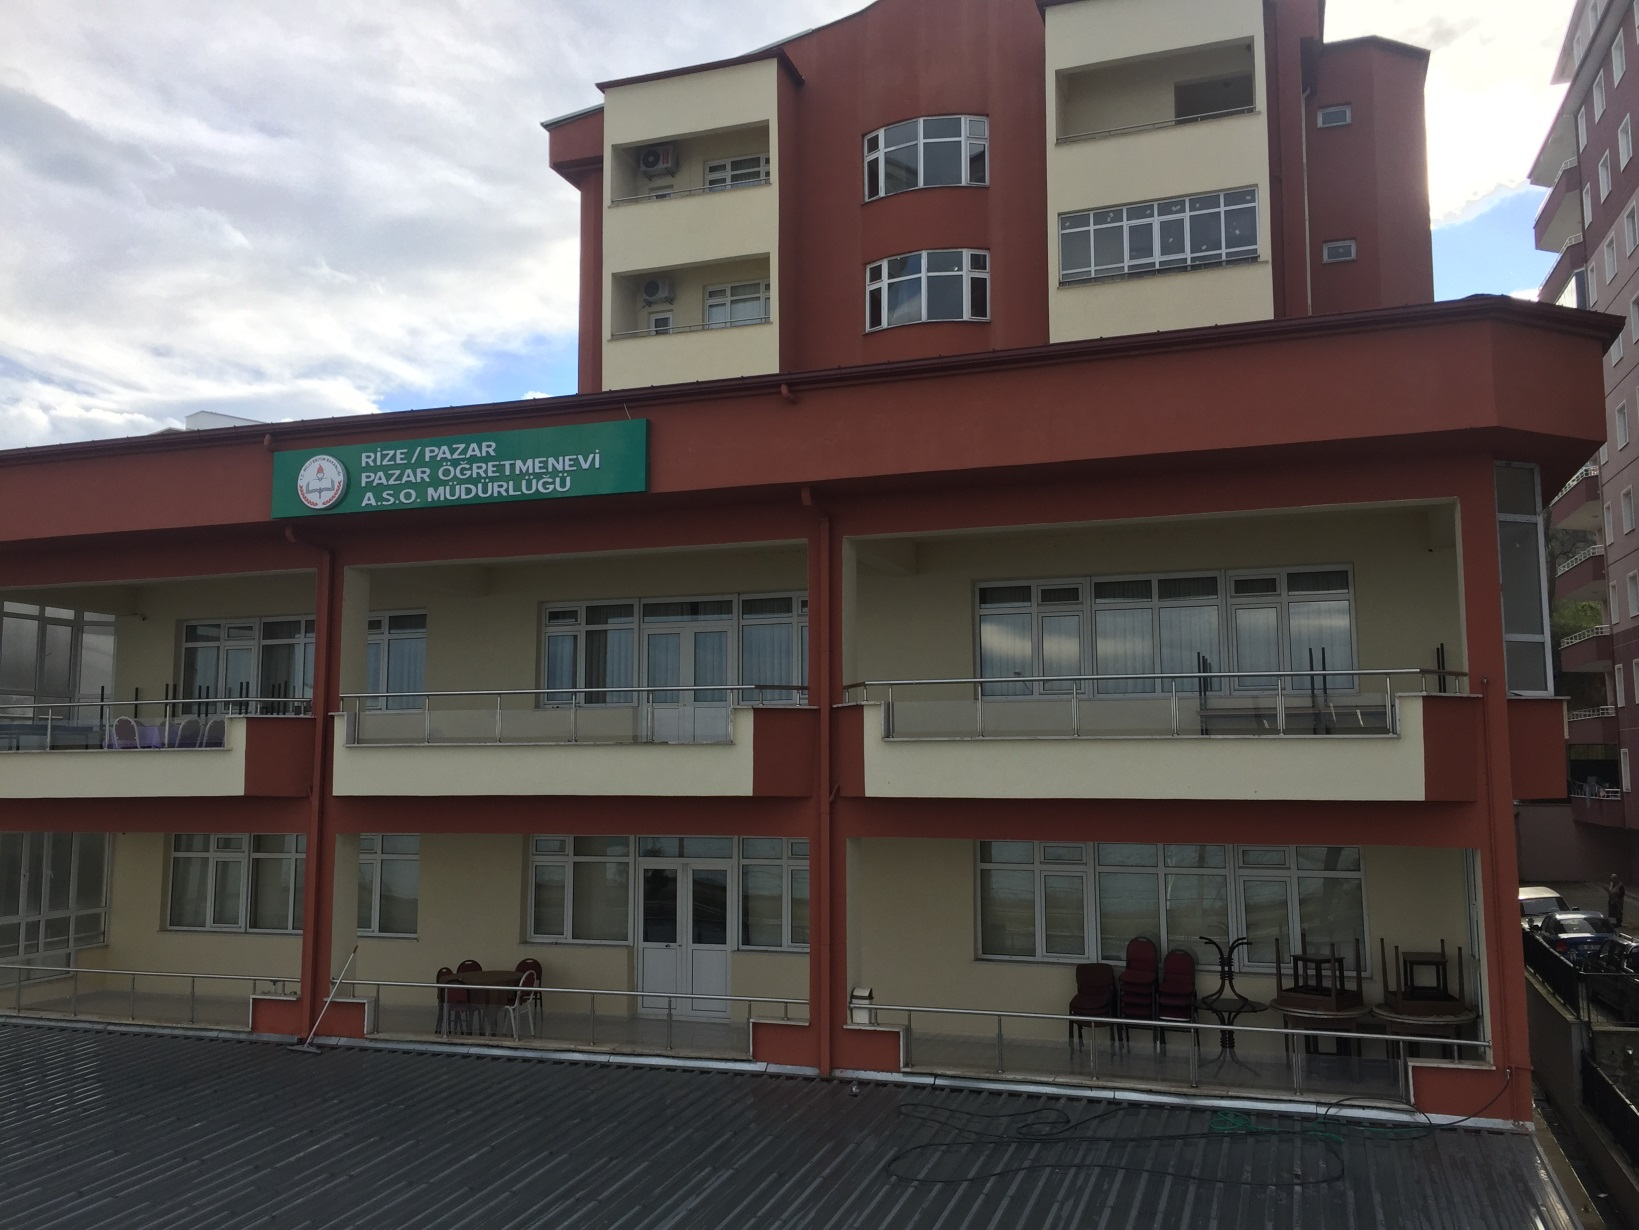 RİZE/PAZAR
PAZAR ÖĞRETMENEVİ
A.S.O. MÜDÜRLÜĞÜ